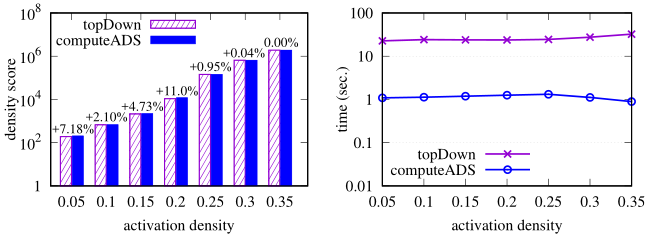 density score
10^8
10^6
10^4
10^2
1
topDown
computeADS
+7.18%
+2.10%
+4.73%
+11.0%
+0.95%
+0.04%
0.00%
0.05 0.1 0.15 0.2 0.25 0.3 0.35
activation density
time (sec.)
100
10
1
0.1
0.01
topDown
computeADS
0.05 0.1 0.15 0.2 0.25 0.3 0.35
activation density